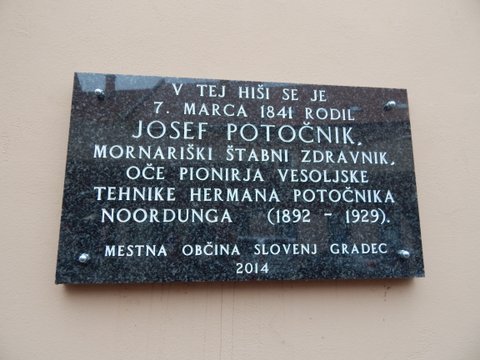 V TEJ HIŠI SE JE
7. MARCA 1841 RODIL
JOSEF POTOČNIK,
MORNARIŠKI ŠTABNI ZDRAVNIK,
OČE PIONIRJA VESOLJSKE
TEHNIKE HERMANA POTOČNIKA
NOORDUNGA (1892 - 1929).
MESTNA OBČINA SLOVENJ GRADEC
2014